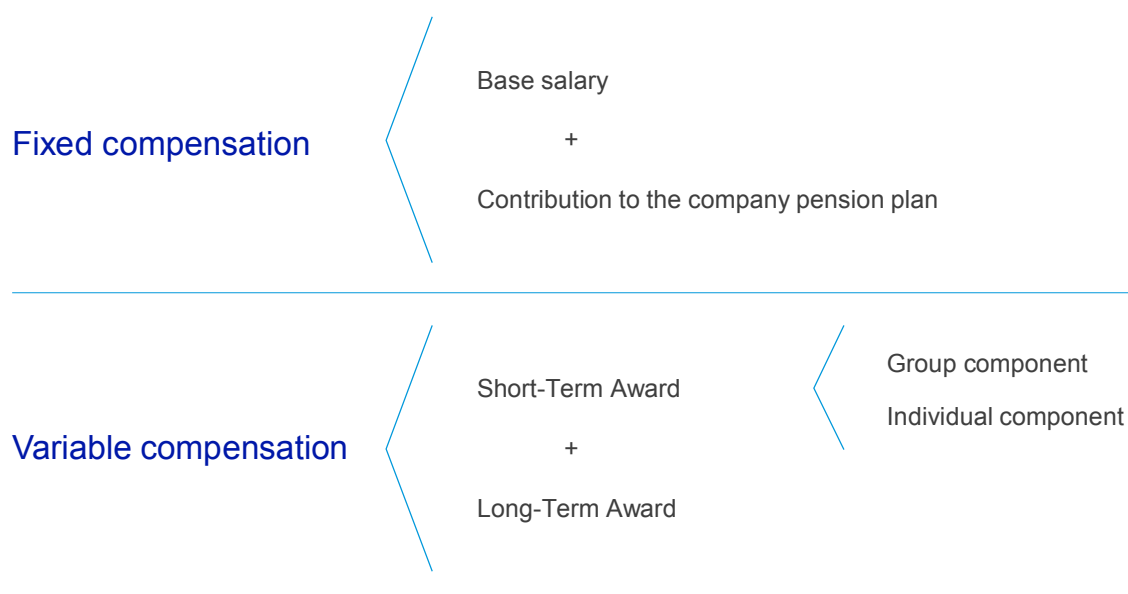 Fixed compensation
Base salary
+
Contribution to the company pension plan
Variable compensation
Short-Term Award
+
Long-Term Award
Group component
Individual component